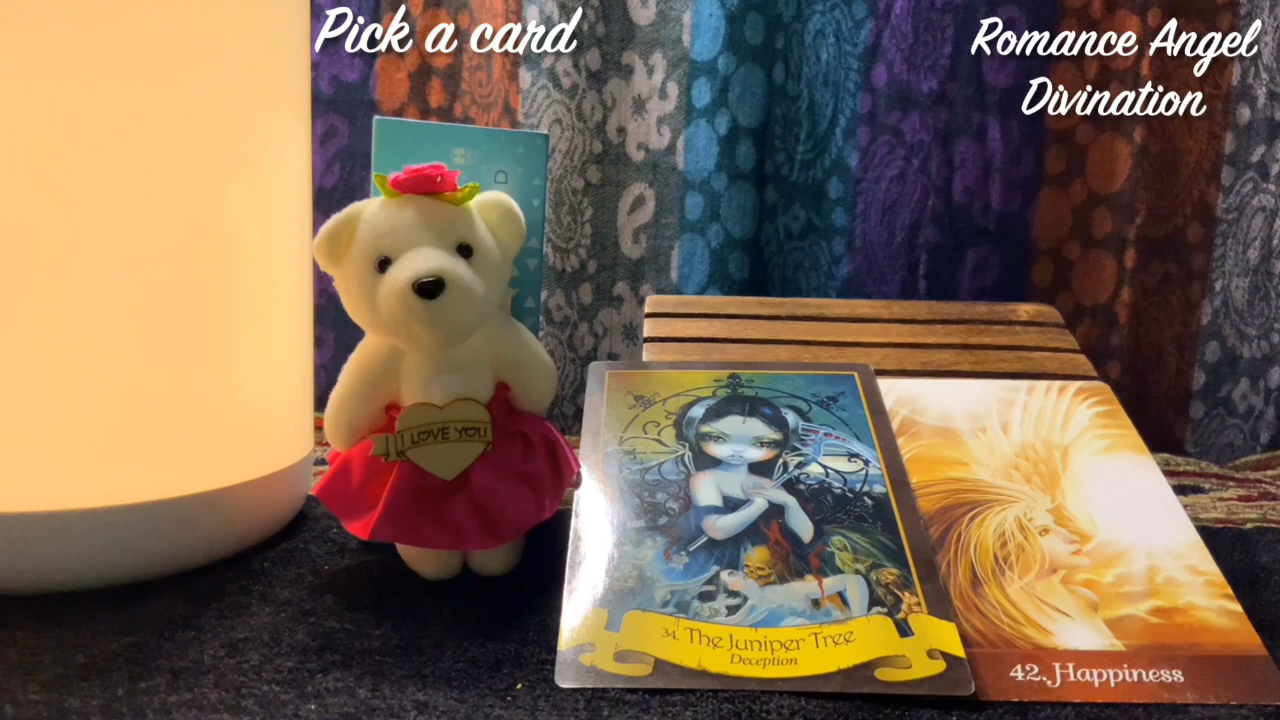 Pick a card
Romance Angel
Divination
D
I LOVE YOU
34. The Juniper Tree
Deception
42. Happiness